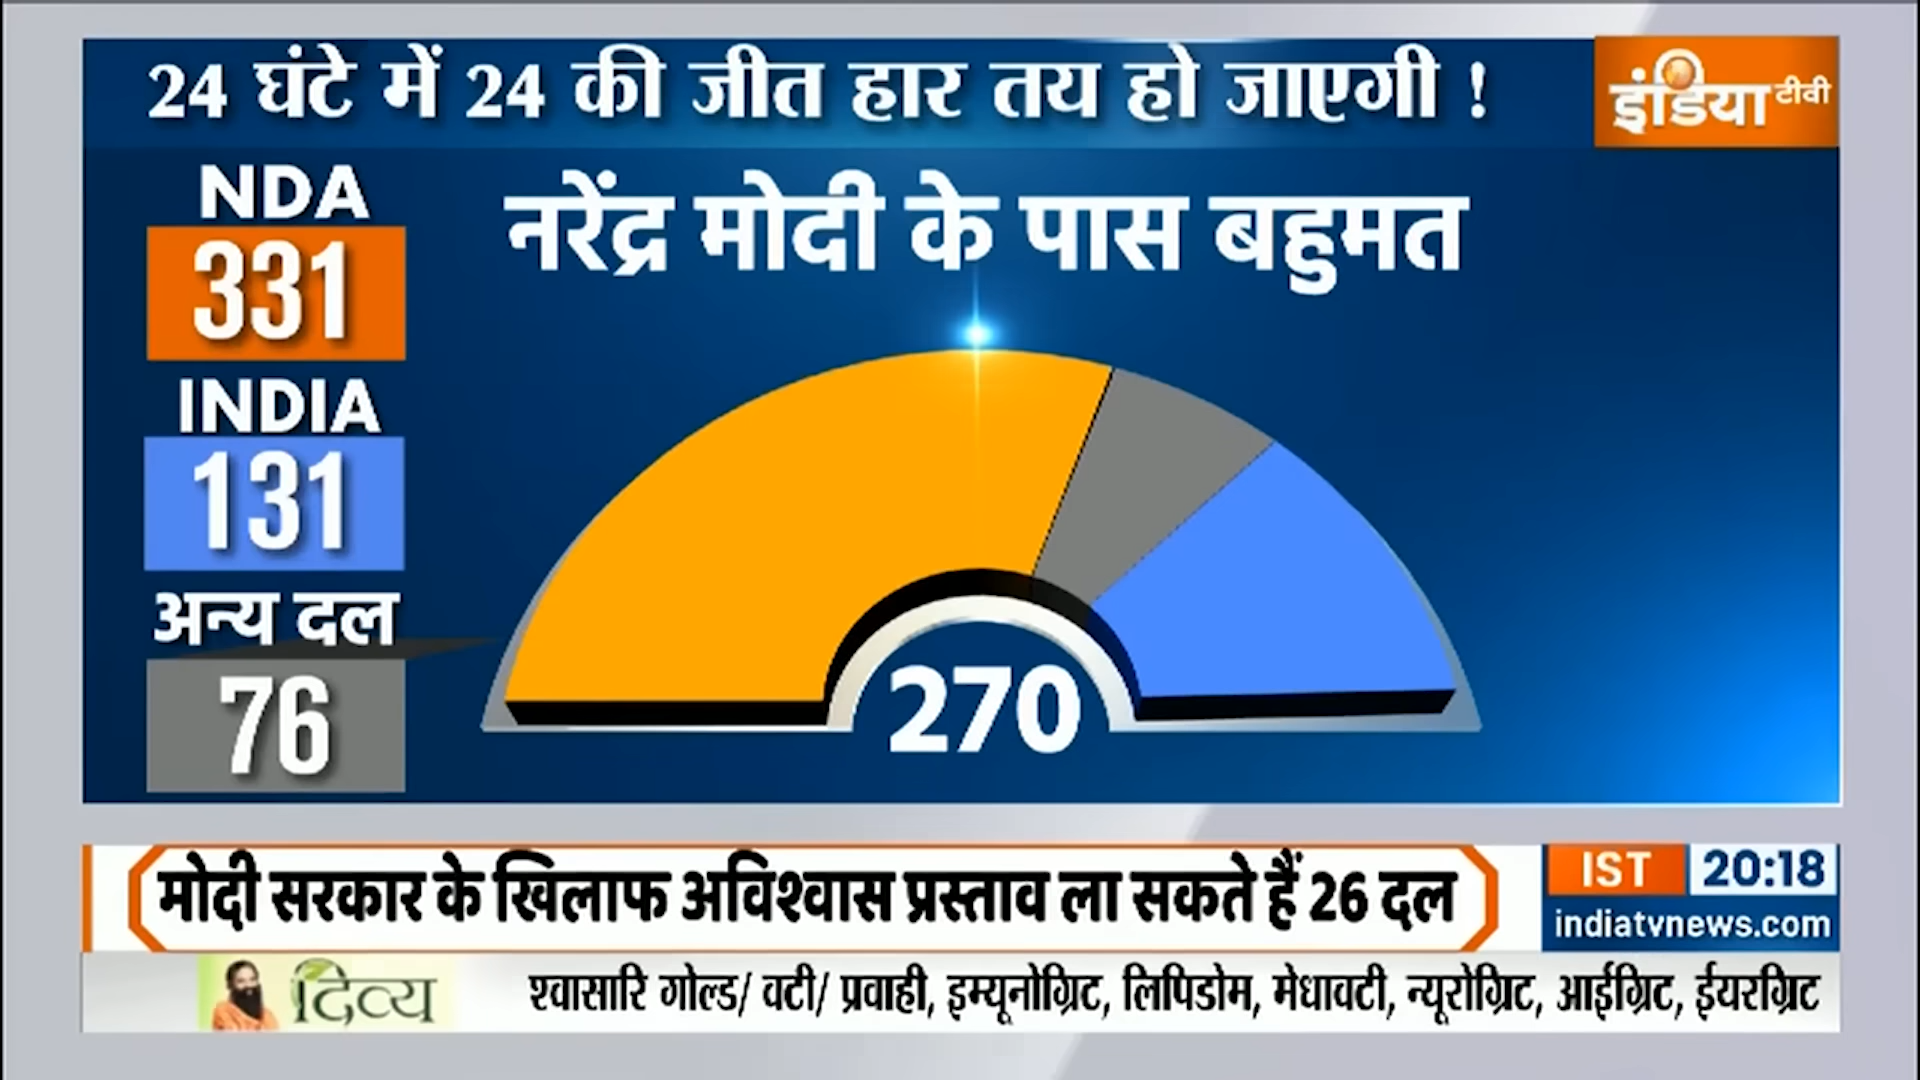 24 घंटे में 24 की जीत हार तय हो जाएगी !
इंडिया टीवी
NDA
331
नरेंद्र मोदी के पास बहुमत
INDIA
131
अन्य दल
76
270
मोदी सरकार के खिलाफ अविश्वास प्रस्ताव ला सकते हैं 26 दल
IST 20:18
indiatvnews.com
दिव्य
श्वासारि गोल्ड/ वटी/ प्रवाही, इम्यूनोग्रिट, लिपिडोम, मेधावटी, न्यूरोग्रिट, आईग्रिट, ईयरग्रिट